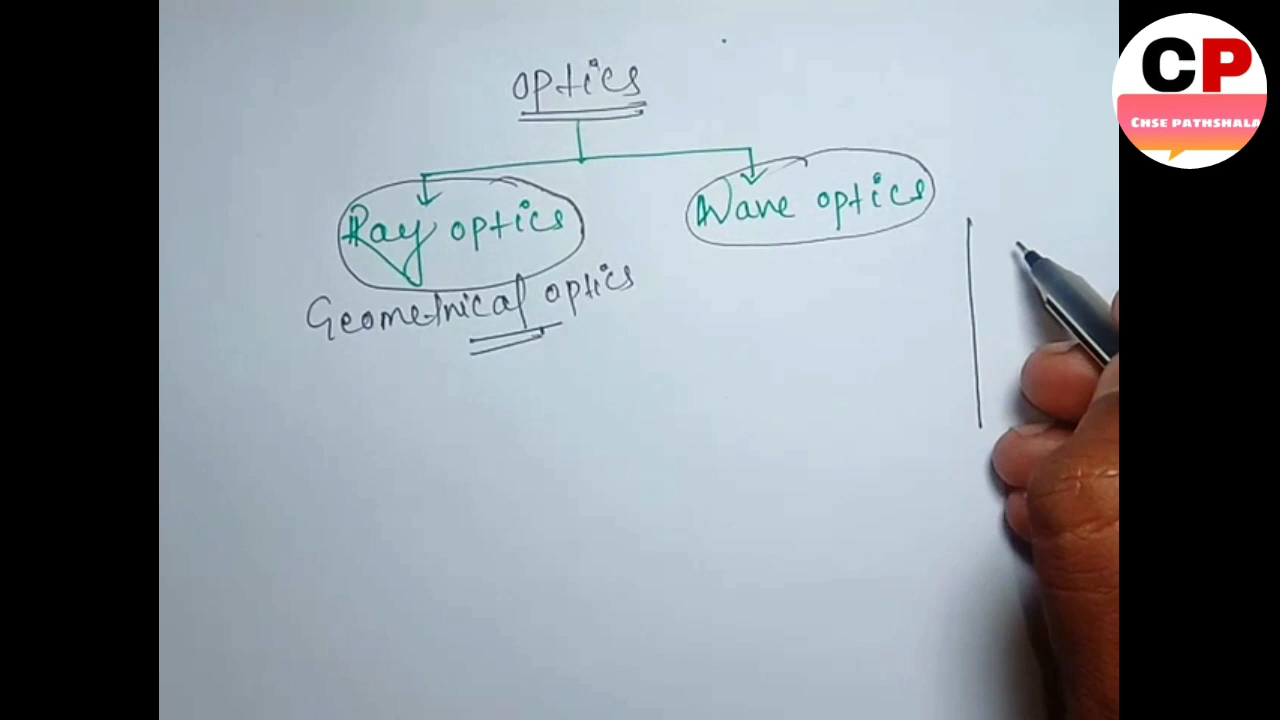 optics
Ray optics
Wave optics
Geometrical optics
CP
CHSE PATHSHALA